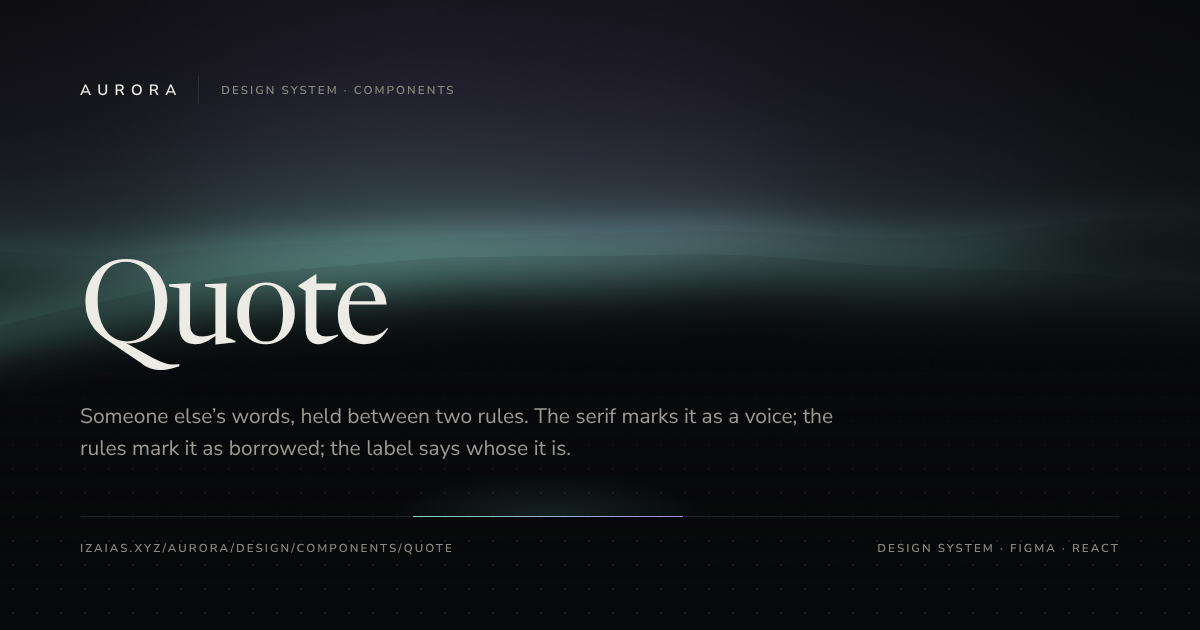 AURORA
DESIGN SYSTEM · COMPONENTS
Quote
Someone else’s words, held between two rules. The serif marks it as a voice; the
rules mark it as borrowed; the label says whose it is.
IZAIAS.XYZ/AURORA/DESIGN/COMPONENTS/QUOTE
DESIGN SYSTEM · FIGMA · REACT